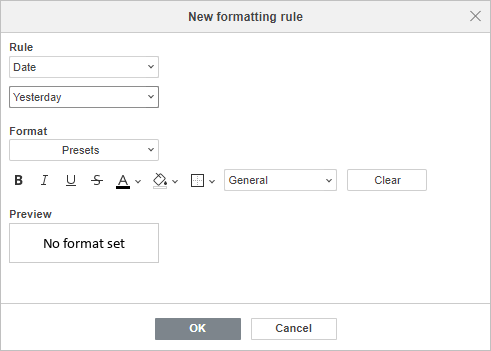 New formatting rule
Rule
Date
Yesterday
Format
Presets
B I U S A General Clear
Preview
No format set
OK Cancel